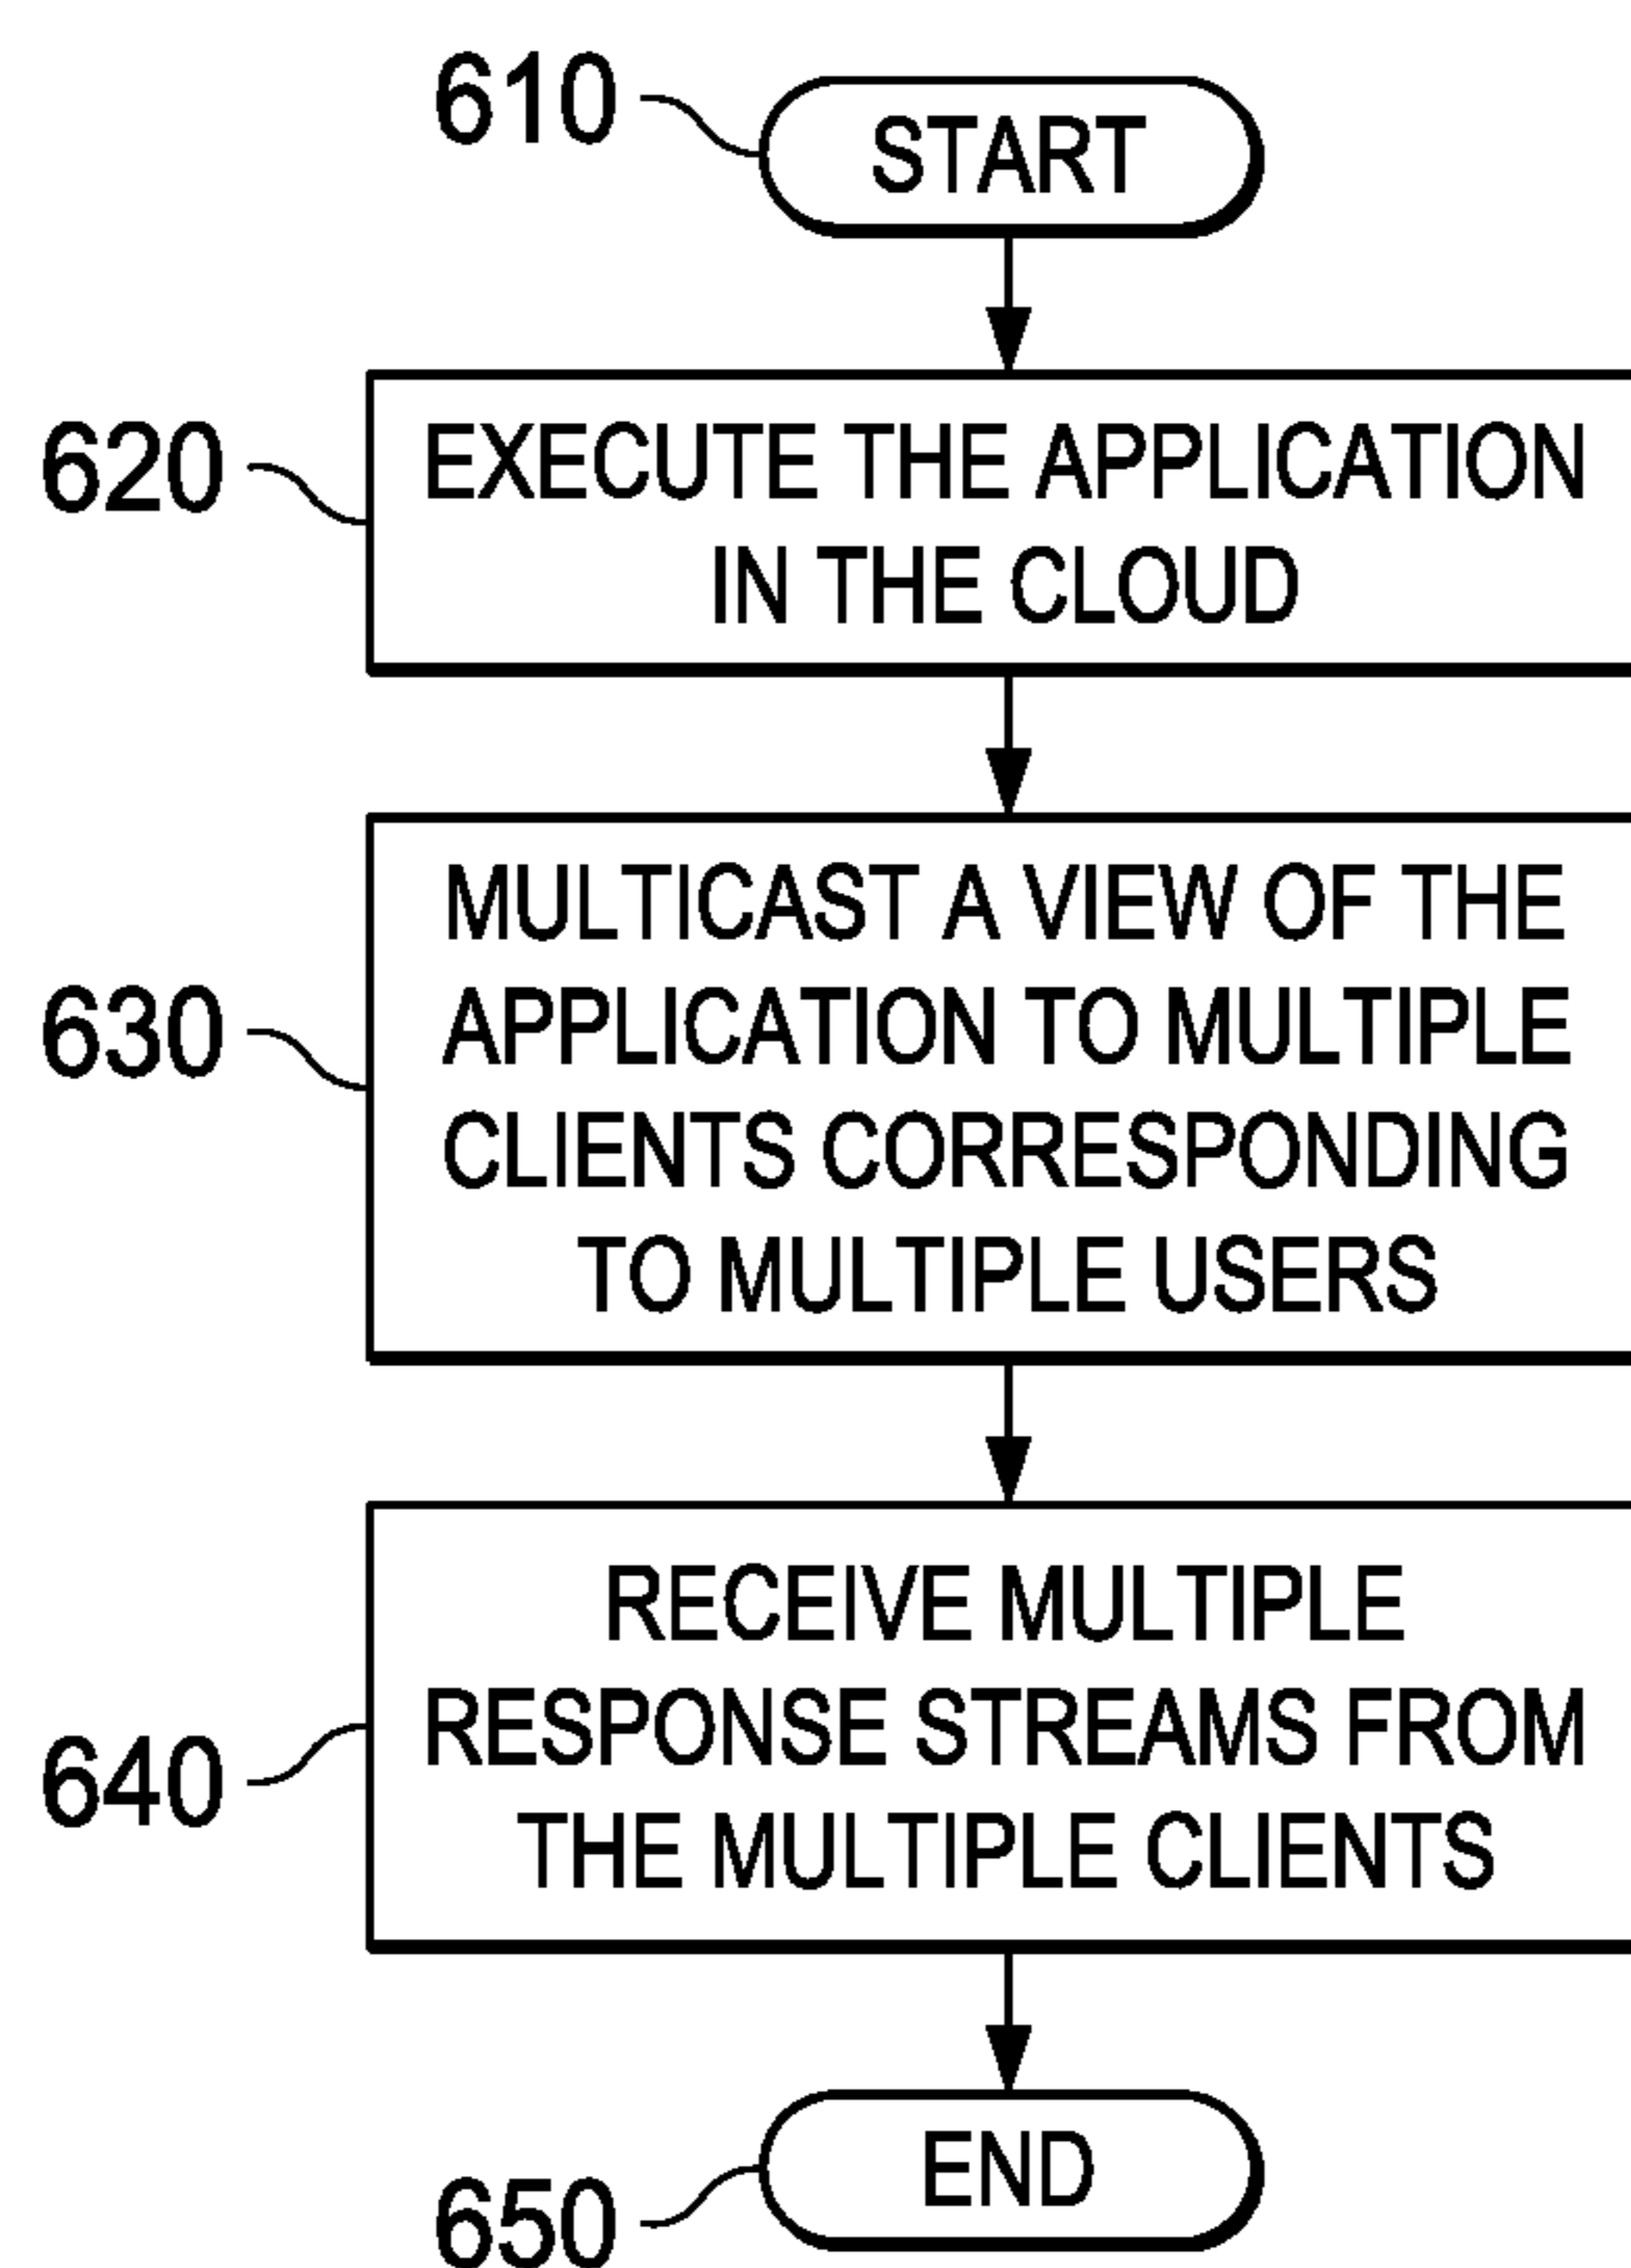 610
START
620
EXECUTE THE APPLICATION
IN THE CLOUD
630
MULTICAST A VIEW OF THE
APPLICATION TO MULTIPLE
CLIENTS CORRESPONDING
TO MULTIPLE USERS
640
RECEIVE MULTIPLE
RESPONSE STREAMS FROM
THE MULTIPLE CLIENTS
650
END